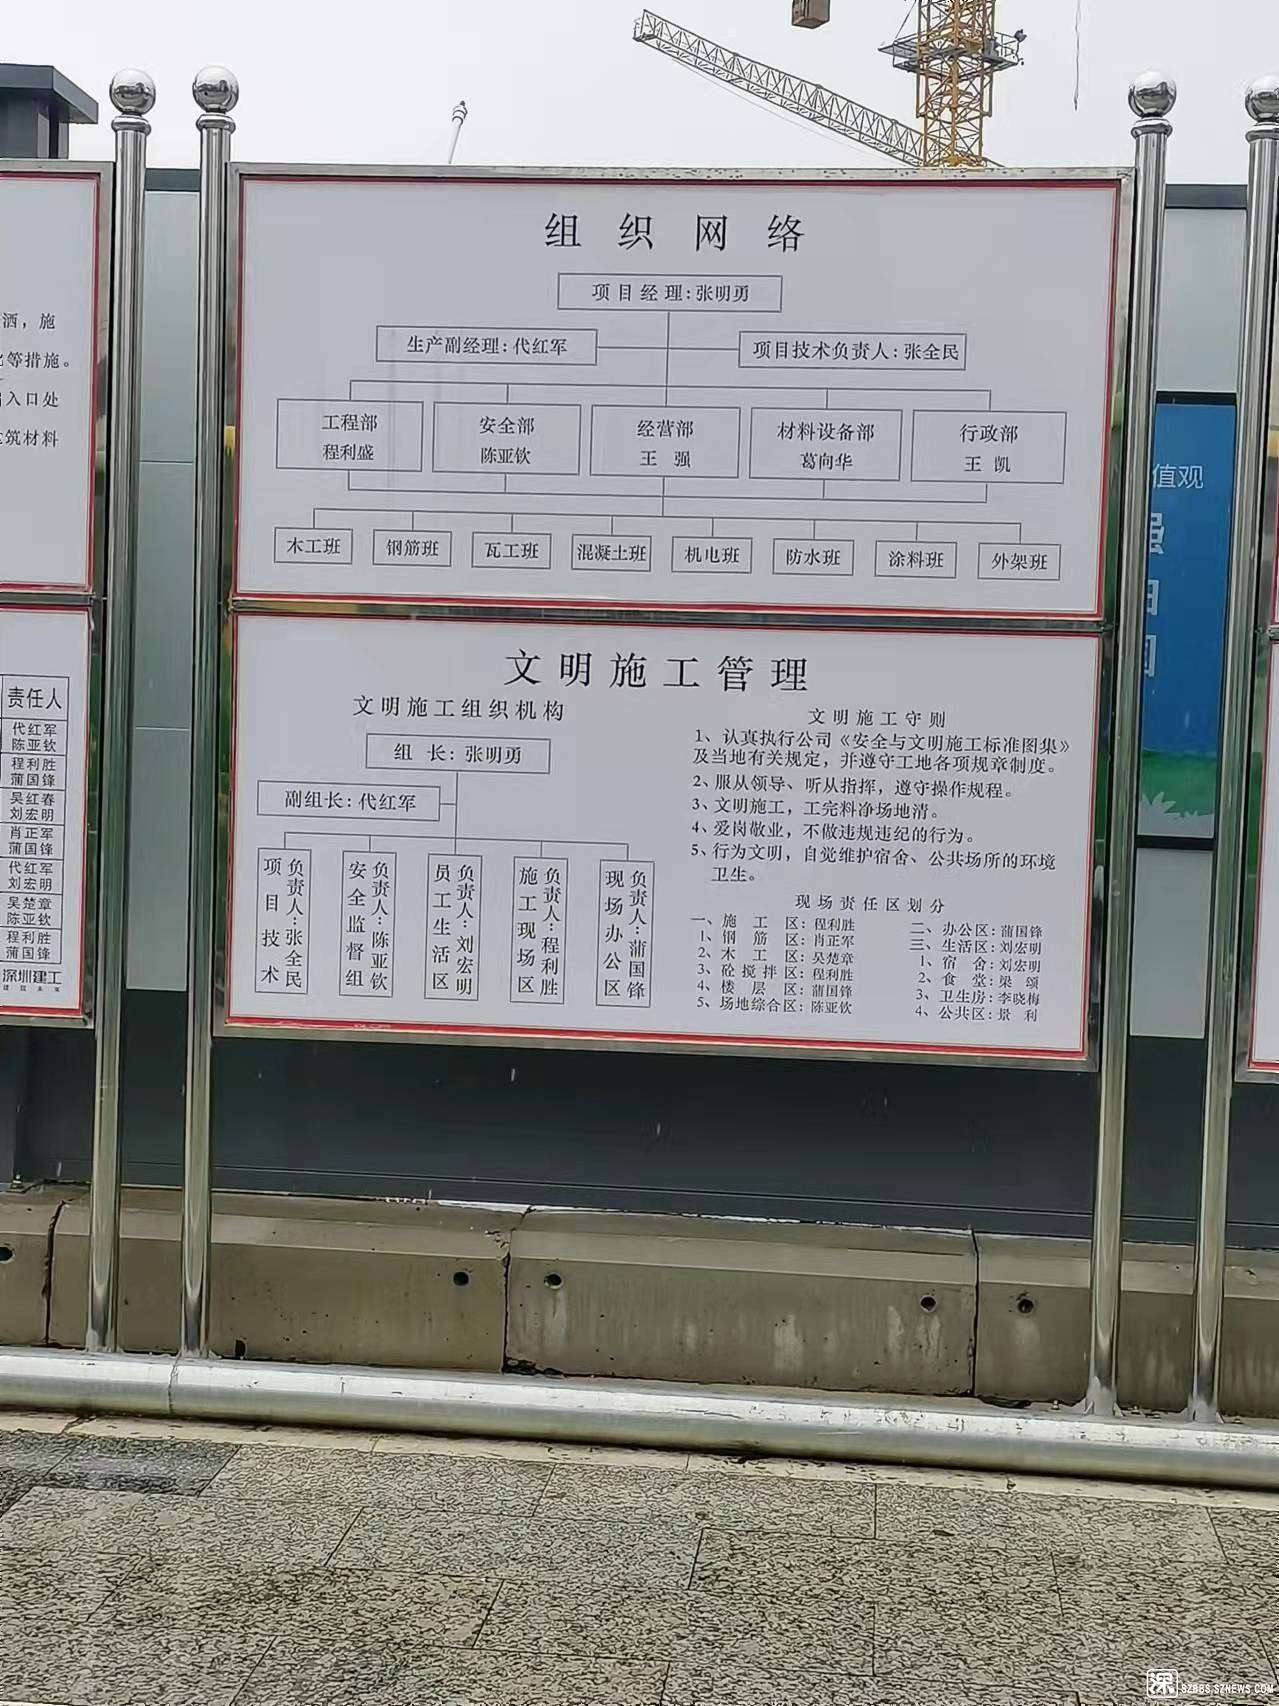 洒，施
等措施。
入口处
筑材料
责任人
代红军
陈亚钦
程利胜
蒲国锋
吴红春
刘宏明
肖正军
蒲国锋
代红军
刘宏明
吴楚章
陈亚钦
程利胜
蒲国锋
深圳建工
组织网络
项目经理：张明勇
生产副经理：代红军
项目技术负责人：张全民
工程部 安全部 经营部 材料设备部 行政部
程利盛 陈亚钦 王强 葛向华 王凯
木工班 钢筋班 瓦工班 混凝土班 机电班 防水班 涂料班 外架班
文明施工管理
文明施工组织机构
组长：张明勇
副组长：代红军
项目技术
负责人：张全民
安全监督组
负责人：陈亚钦
员工生活区
负责人：刘宏明
施工现场区
负责人：程利胜
现场办公区
负责人：蒲国锋
文明施工守则
1、认真执行公司《安全与文明施工标准图集》
及当地有关规定，并遵守工地各项规章制度。
2、服从领导、听从指挥，遵守操作规程。
3、文明施工，工完料净场地清。
4、爱岗敬业，不做违规违纪的行为。
5、行为文明，自觉维护宿舍、公共场所的环境
卫生。
现场责任区划分
一、施工区：程利胜
1、钢筋区：肖正军
2、木工区：吴楚章
3、砼搅拌区：程利胜
4、楼层区：蒲国锋
5、场地综合区：陈亚钦
二、办公区：蒲国锋
三、生活区：刘宏明
1、宿舍：刘宏明
2、食堂：梁颂
3、卫生房：李晓梅
4、公共区：景利
值观
强
深 SZBBS.SZNEWS.COM